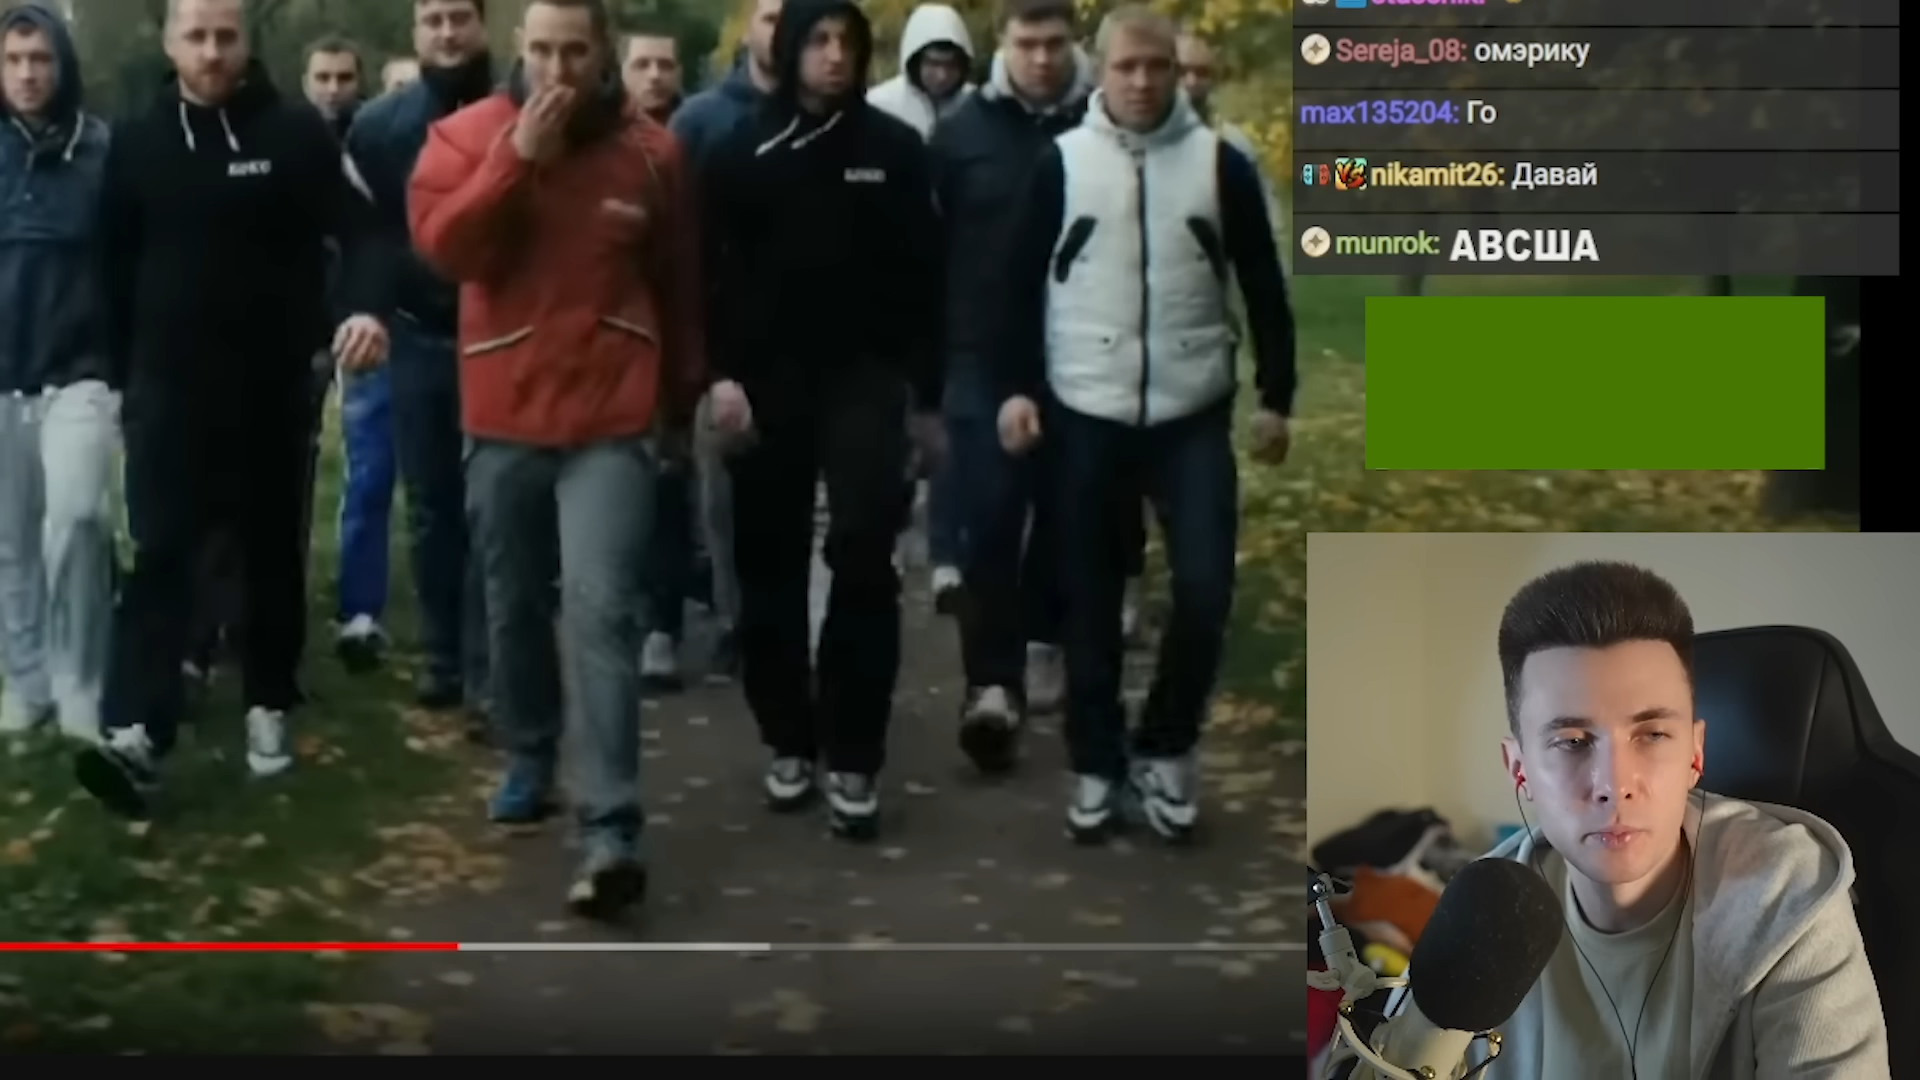 Sereja_08: омэрику
max135204: Го
nikamit26: Давай
munrok: АВСША